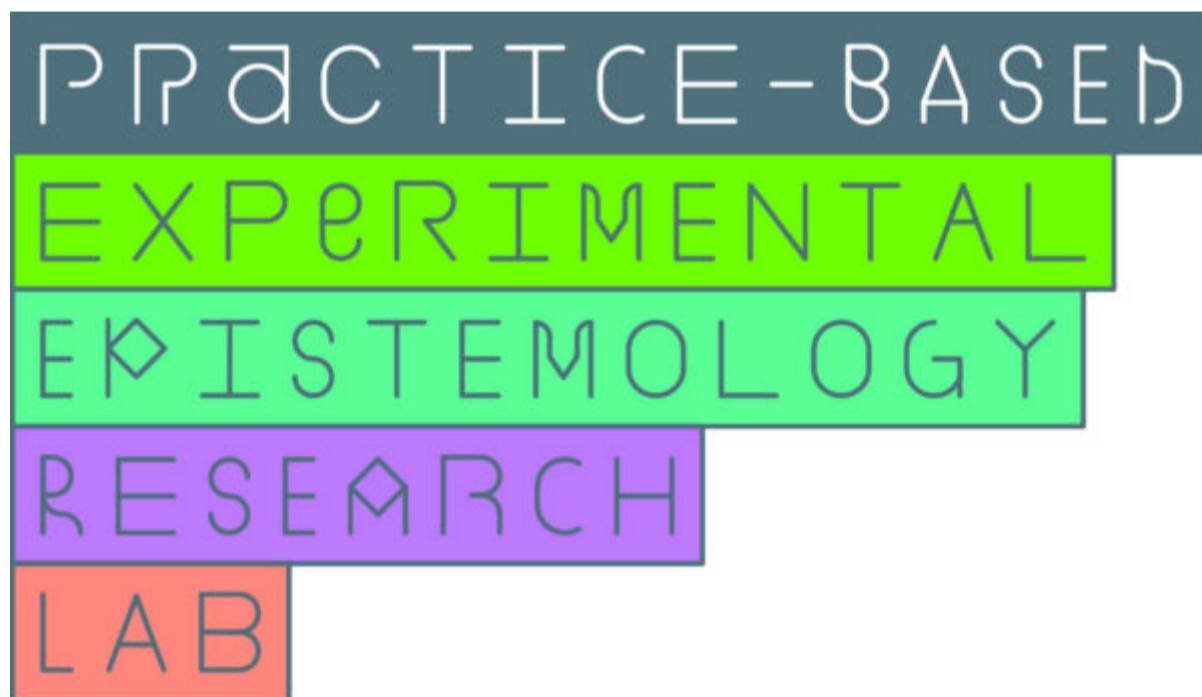 PRaCTICE-BASED
EXPeRIMENTAL
EPISTEMOLOGY
RESEARCH
LAB